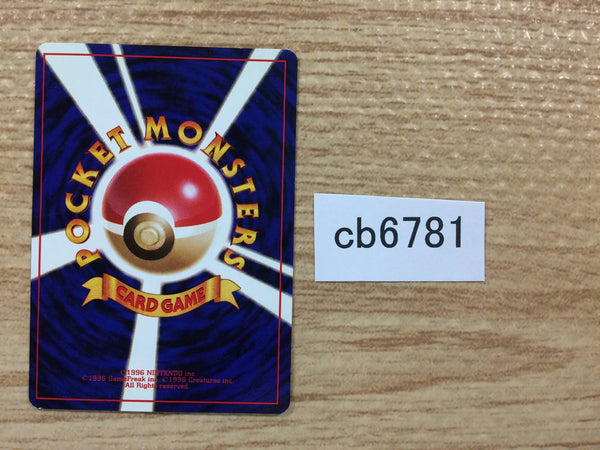 POCKET MONSTERS
CARD GAME
©1996 NINTENDO inc
©1996 GameFreak inc. ©1996 Creatures inc.
All Rights reserved.
cb6781